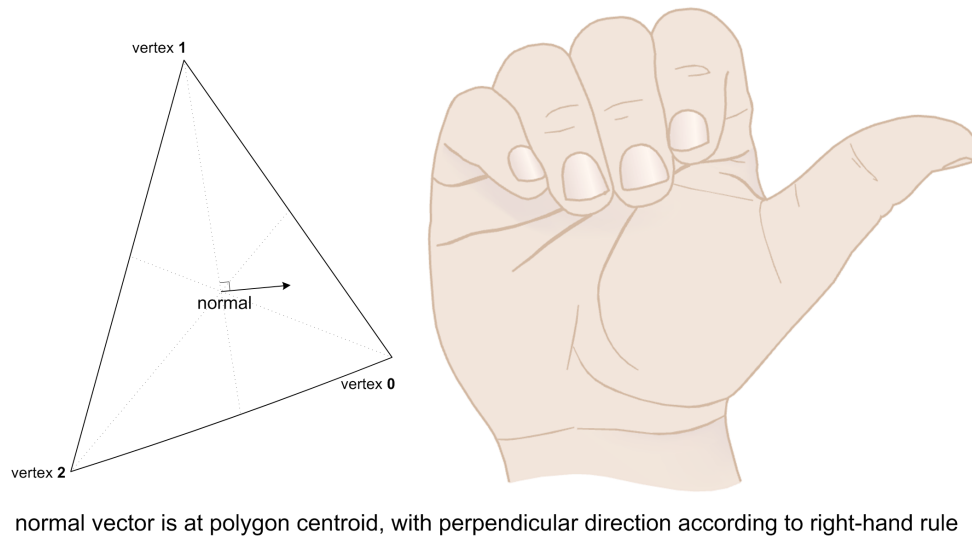 vertex 1
normal
vertex 0
vertex 2
normal vector is at polygon centroid, with perpendicular direction according to right-hand rule